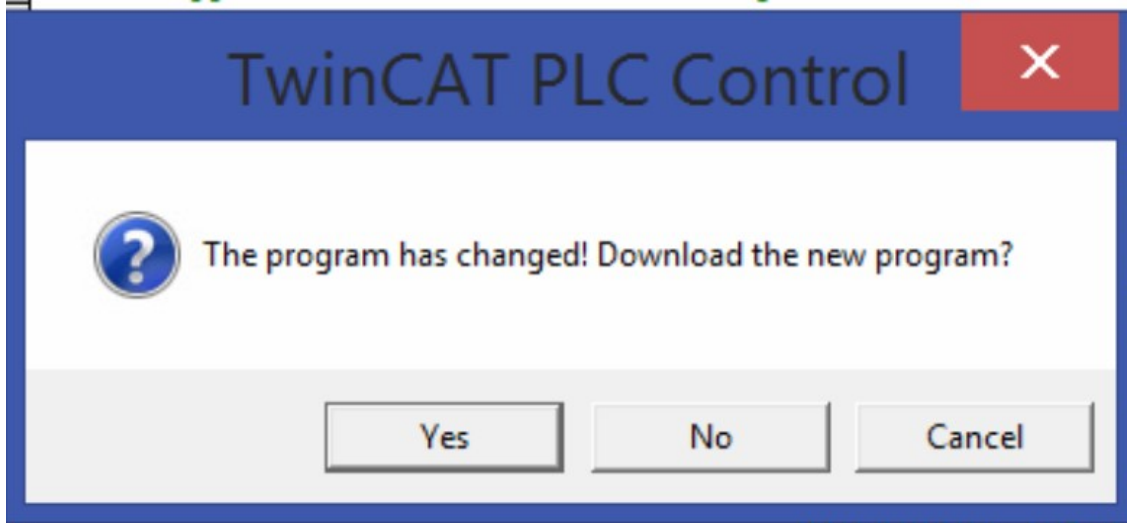 TwinCAT PLC Control
The program has changed! Download the new program?
Yes No Cancel